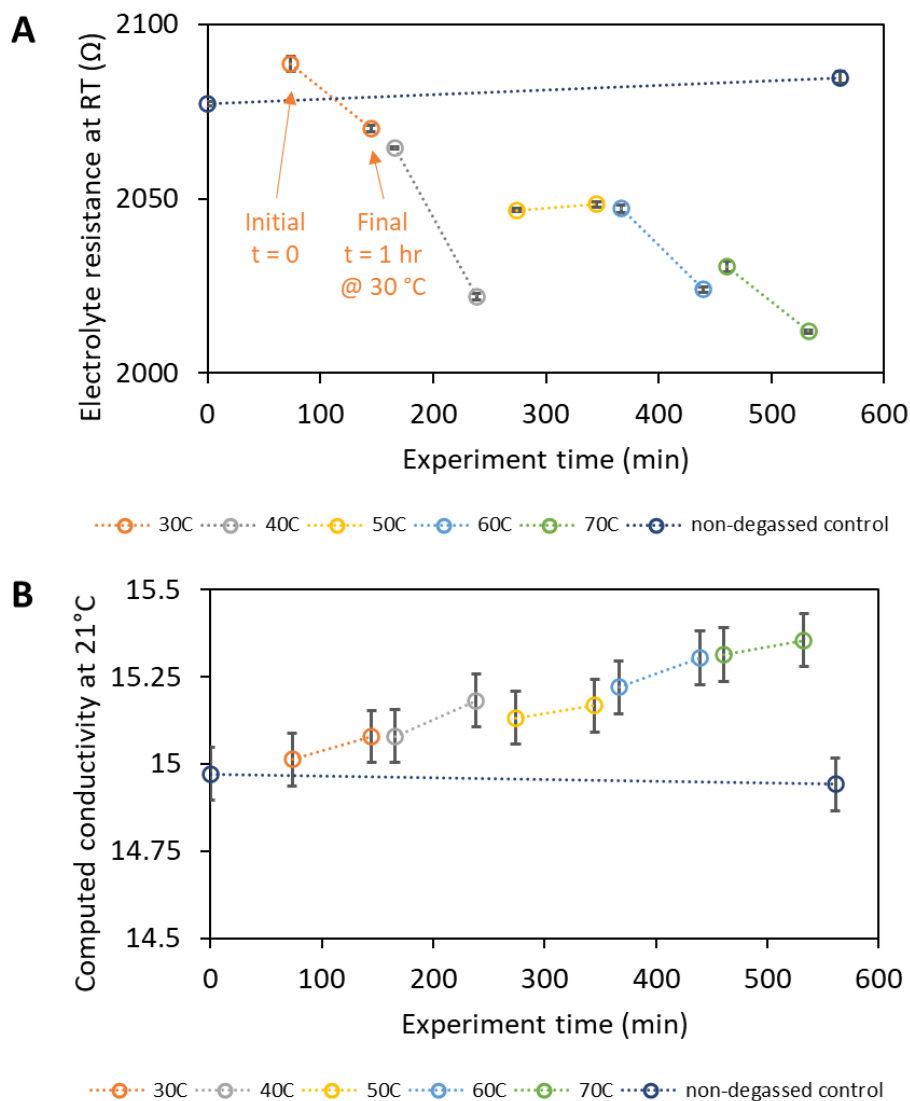 A
Electrolyte resistance at RT (Ω)
2100
2050
2000
Initial
t = 0
Final
t = 1 hr
@ 30 °C
0 100 200 300 400 500 600
Experiment time (min)
30C 40C 50C 60C 70C non-degassed control
B
Computed conductivity at 21°C
15.5
15.25
15
14.75
14.5
0 100 200 300 400 500 600
Experiment time (min)
30C 40C 50C 60C 70C non-degassed control